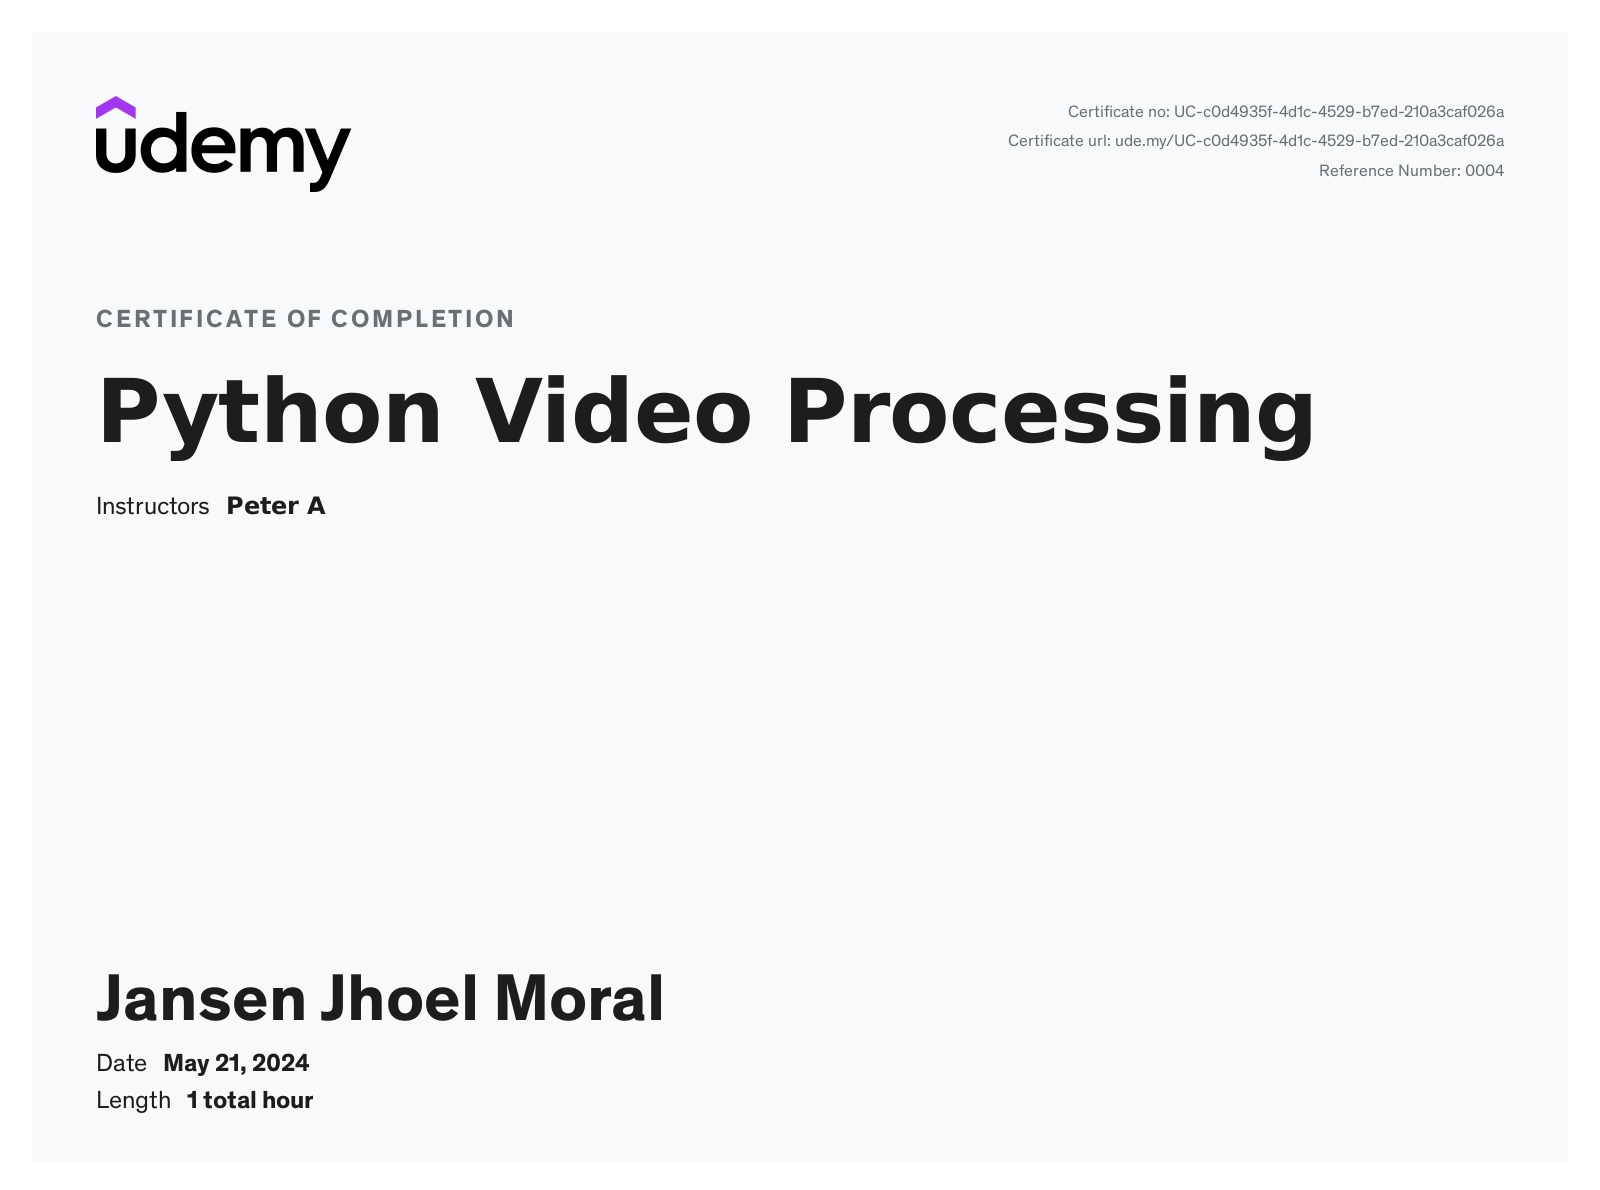 udemy
Certificate no: UC-c0d4935f-4d1c-4529-b7ed-210a3caf026a
Certificate url: ude.my/UC-c0d4935f-4d1c-4529-b7ed-210a3caf026a
Reference Number: 0004
CERTIFICATE OF COMPLETION
Python Video Processing
Instructors Peter A
Jansen Jhoel Moral
Date May 21, 2024
Length 1 total hour